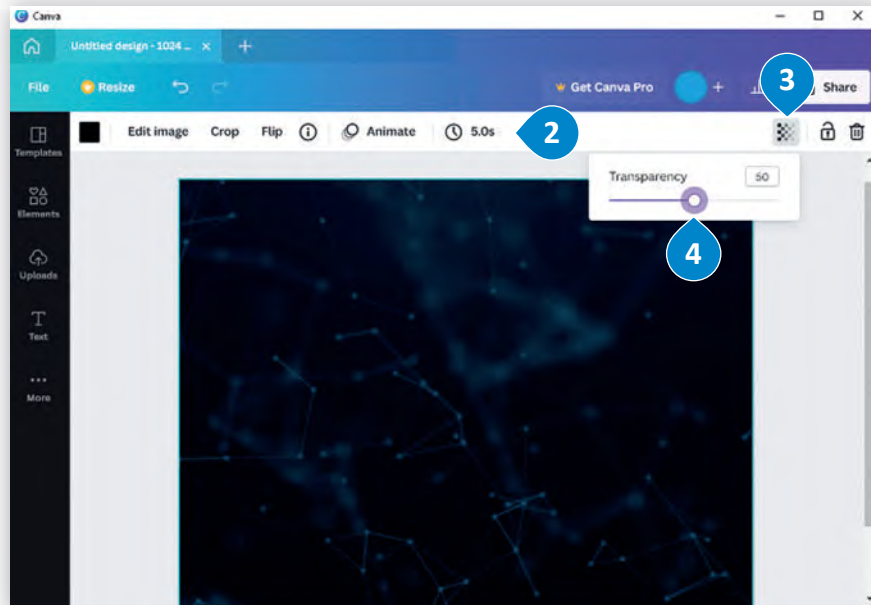 Canva
Untitled design - 1024 ...
File
Resize
Get Canva Pro
3
Share
Templates
Edit image Crop Flip Animate 5.0s
2
Transparency 50
4
Elements
Uploads
Text
More